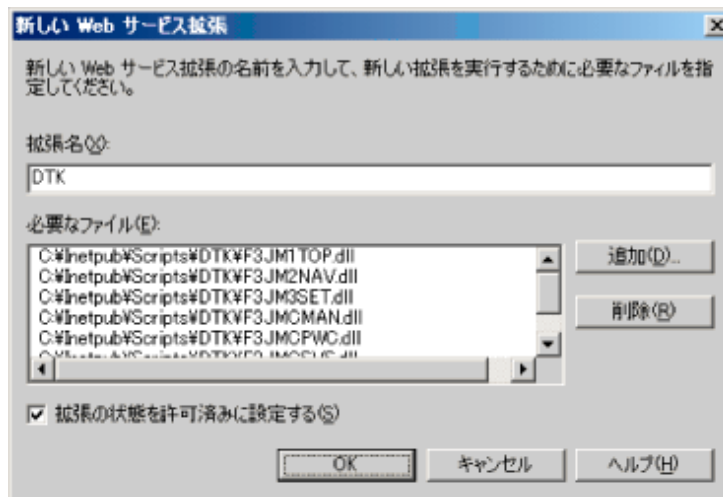 新しい Web サービス拡張
新しい Web サービス拡張の名前を入力して、新しい拡張を実行するために必要なファイルを指
定してください。
拡張名(X):
DTK
必要なファイル(E):
C:¥Inetpub¥Scripts¥DTK¥F3JM1TOP.dll
C:¥Inetpub¥Scripts¥DTK¥F3JM2NAV.dll
C:¥Inetpub¥Scripts¥DTK¥F3JM3SET.dll
C:¥Inetpub¥Scripts¥DTK¥F3JMCMAN.dll
C:¥Inetpub¥Scripts¥DTK¥F3JMCPWC.dll
追加(D)...
削除(R)
拡張の状態を許可済みに設定する(S)
OK
キャンセル
ヘルプ(H)